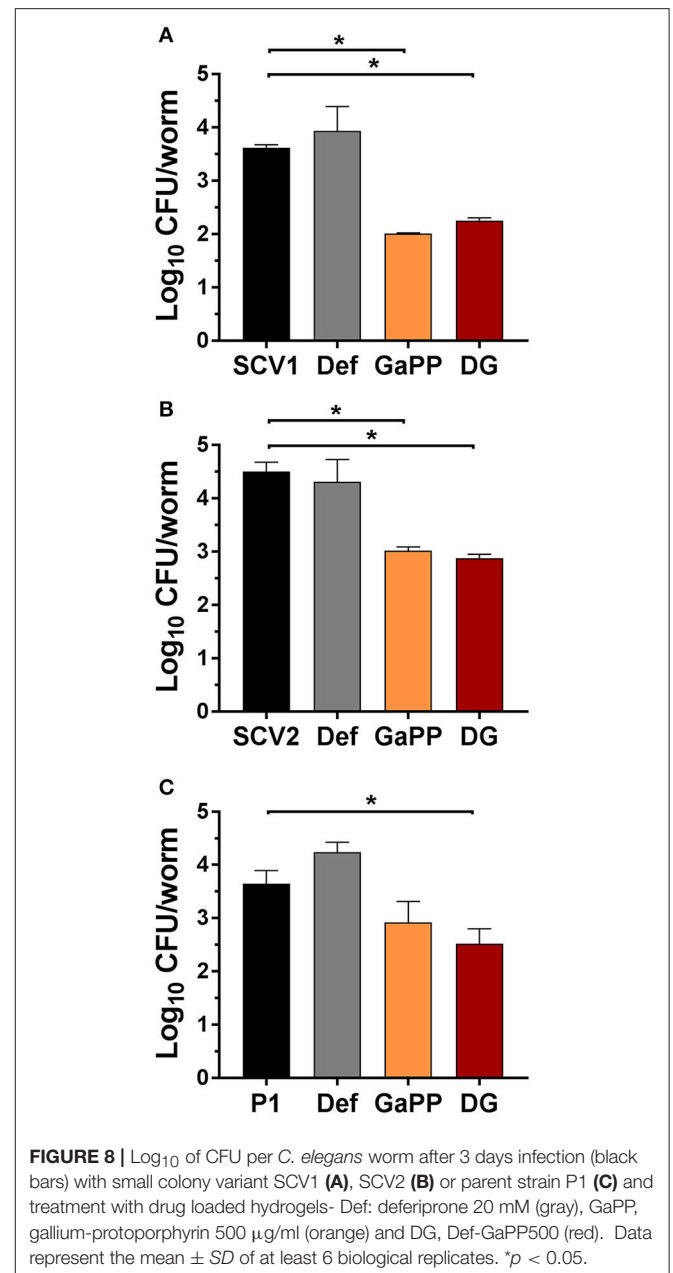 A
*
*
5
4
3
2
1
0
Log10 CFU/worm
SCV1 Def GaPP DG
B
*
*
5
4
3
2
1
0
Log10 CFU/worm
SCV2 Def GaPP DG
C
*
5
4
3
2
1
0
Log10 CFU/worm
P1 Def GaPP DG
FIGURE 8 | Log10 of CFU per C. elegans worm after 3 days infection (black
bars) with small colony variant SCV1 (A), SCV2 (B) or parent strain P1 (C) and
treatment with drug loaded hydrogels- Def: deferiprone 20 mM (gray), GaPP,
gallium-protoporphyrin 500 μg/ml (orange) and DG, Def-GaPP500 (red). Data
represent the mean ± SD of at least 6 biological replicates. *p < 0.05.